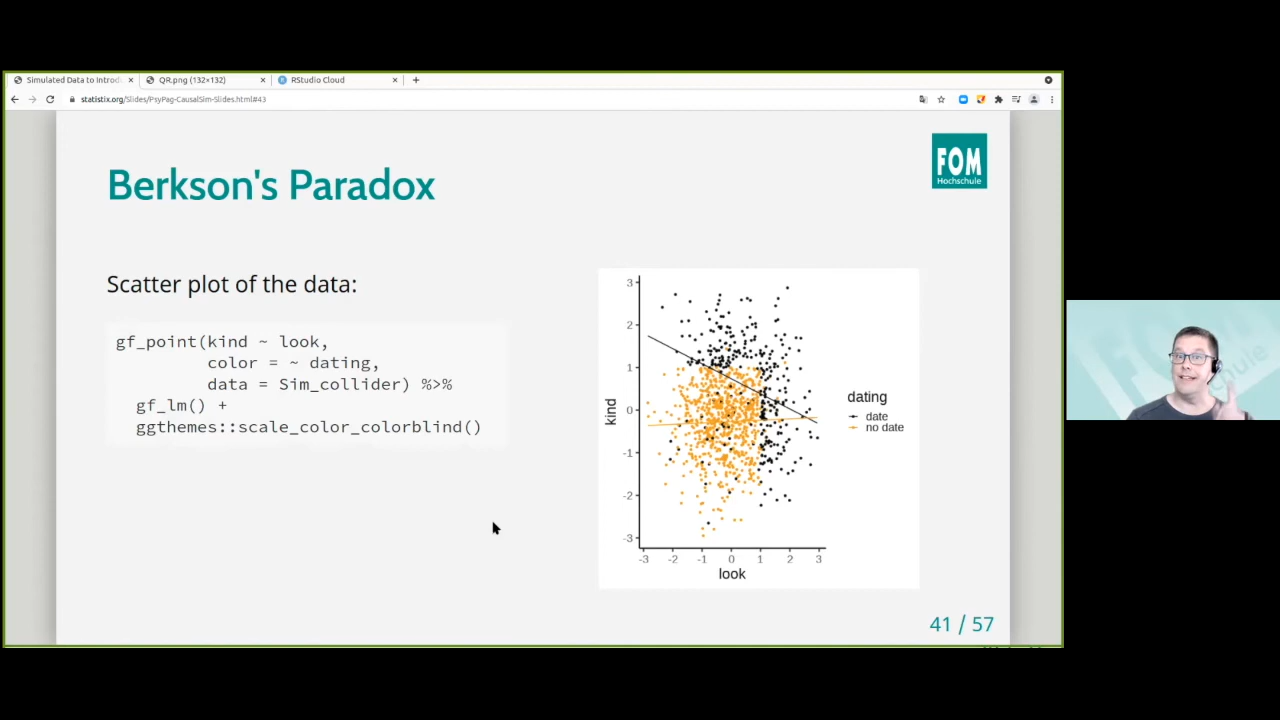 Simulated Data to Introd
QR.png (132×132)
RStudio Cloud
statistix.org/Slides/PsyPag-CausalSim-Slides.html#43
FOM
Hochschule
Berkson's Paradox
Scatter plot of the data:
gf_point(kind ~ look,
color = ~ dating,
data = Sim_collider) %>%
gf_lm() +
ggthemes::scale_color_colorblind()
3
2
1
0
-1
-2
-3
kind
-3 -2 -1 0 1 2 3
look
dating
date
no date
41 / 57